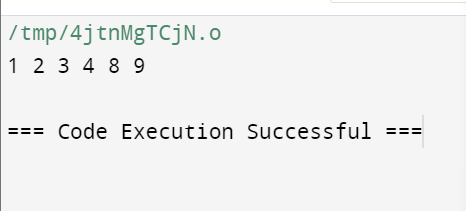 /tmp/4jtnMgTCjN.o
1 2 3 4 8 9
=== Code Execution Successful ===